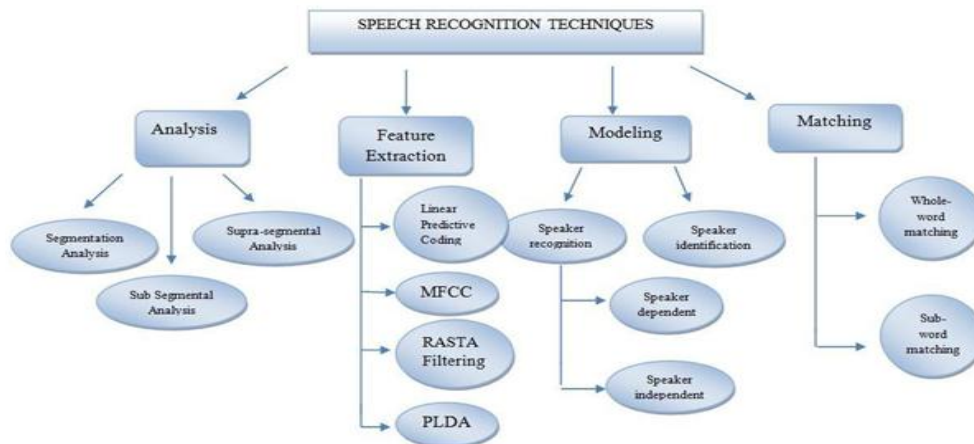 SPEECH RECOGNITION TECHNIQUES
Analysis
Feature
Extraction
Modeling
Matching
Segmentation
Analysis
Sub Segmental
Analysis
Supra-segmental
Analysis
Linear
Predictive
Coding
MFCC
RASTA
Filtering
PLDA
Speaker
recognition
Speaker
identification
Speaker
dependent
Speaker
independent
Whole-
word
matching
Sub-
word
matching